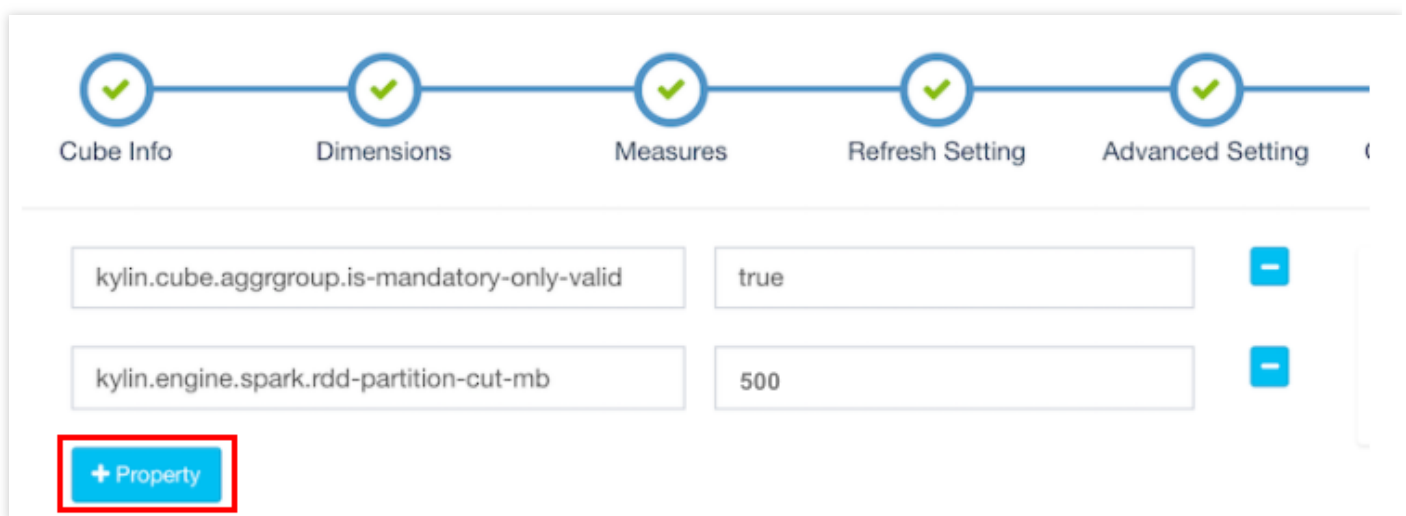 Cube Info Dimensions Measures Refresh Setting Advanced Setting
kylin.cube.aggrgroup.is-mandatory-only-valid true
kylin.engine.spark.rdd-partition-cut-mb 500
+ Property